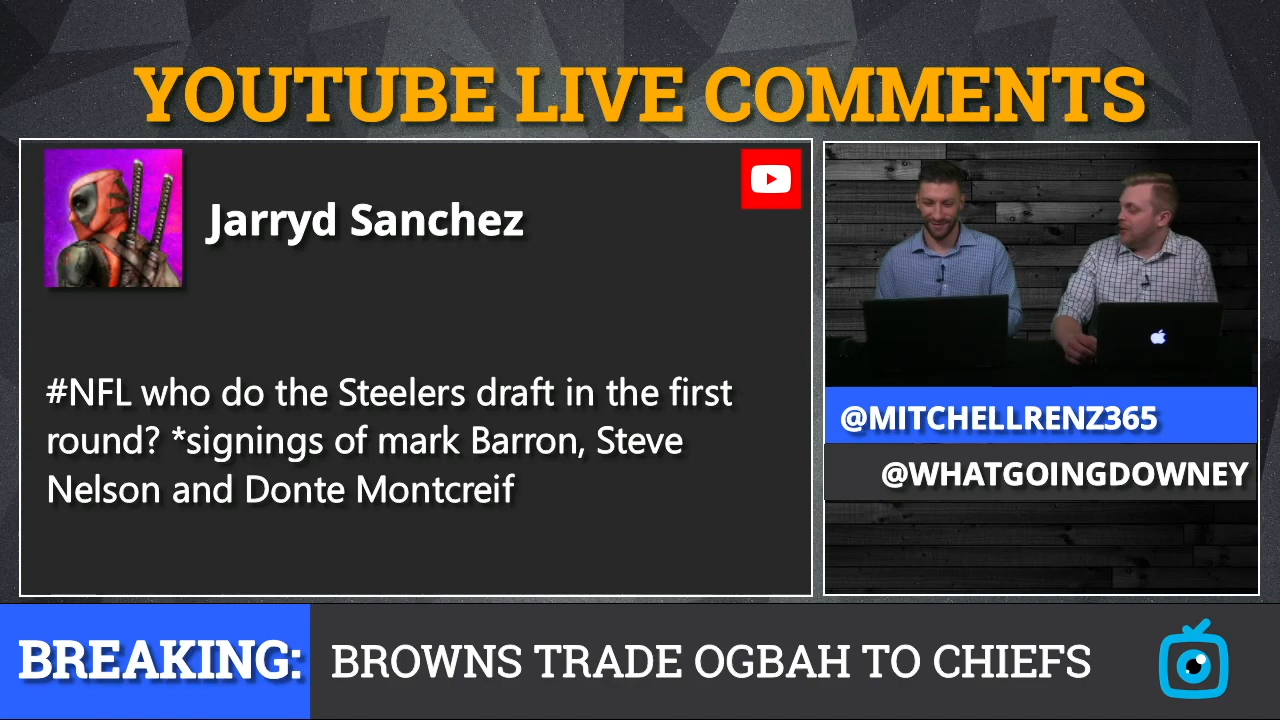 YOUTUBE LIVE COMMENTS
Jarryd Sanchez
#NFL who do the Steelers draft in the first
round? *signings of mark Barron, Steve
Nelson and Donte Montcreif
@MITCHELLRENZ365
@WHATGOINGDOWNEY
BREAKING: BROWNS TRADE OGBAH TO CHIEFS